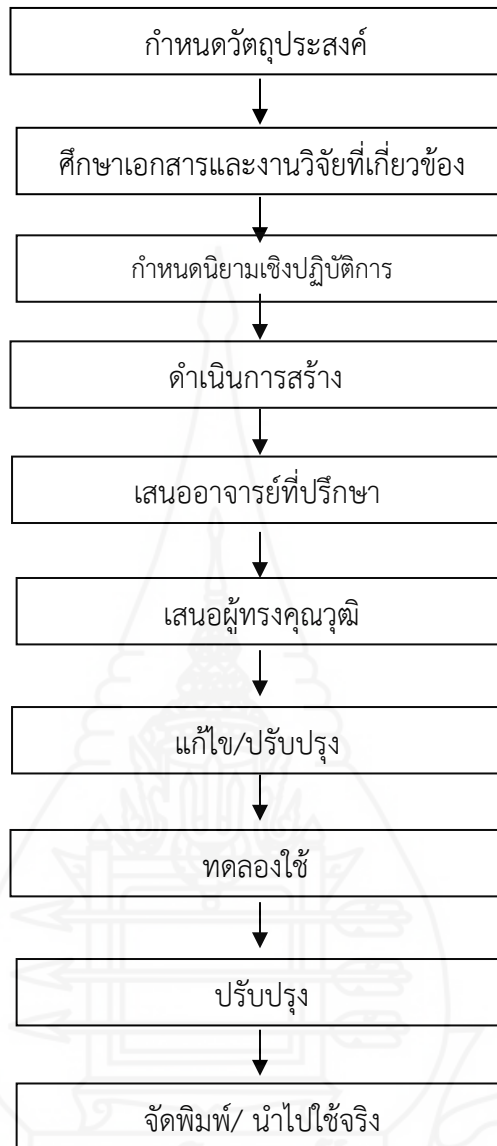 กำหนดวัตถุประสงค์
ศึกษาเอกสารและงานวิจัยที่เกี่ยวข้อง
กำหนดนิยามเชิงปฏิบัติการ
ดำเนินการสร้าง
เสนออาจารย์ที่ปรึกษา
เสนอผู้ทรงคุณวุฒิ
แก้ไข/ปรับปรุง
ทดลองใช้
ปรับปรุง
จัดพิมพ์/ นำไปใช้จริง